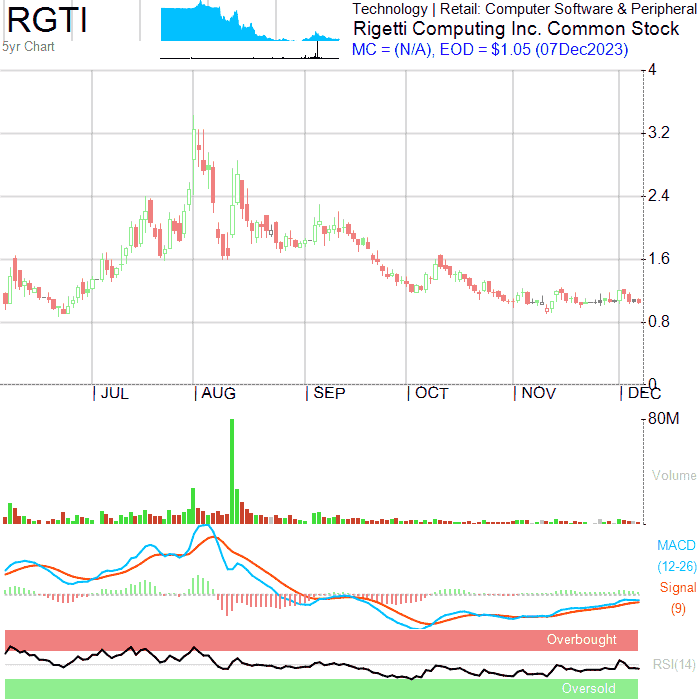 RGTI
5yr Chart
Technology | Retail: Computer Software & Peripheral
Rigetti Computing Inc. Common Stock
MC = (N/A), EOD = $1.05 (07Dec2023)
4
3.2
2.4
1.6
0.8
0
JUL
AUG
SEP
OCT
NOV
DEC
80M
Volume
MACD
(12-26)
Signal
(9)
Overbought
RSI(14)
Oversold